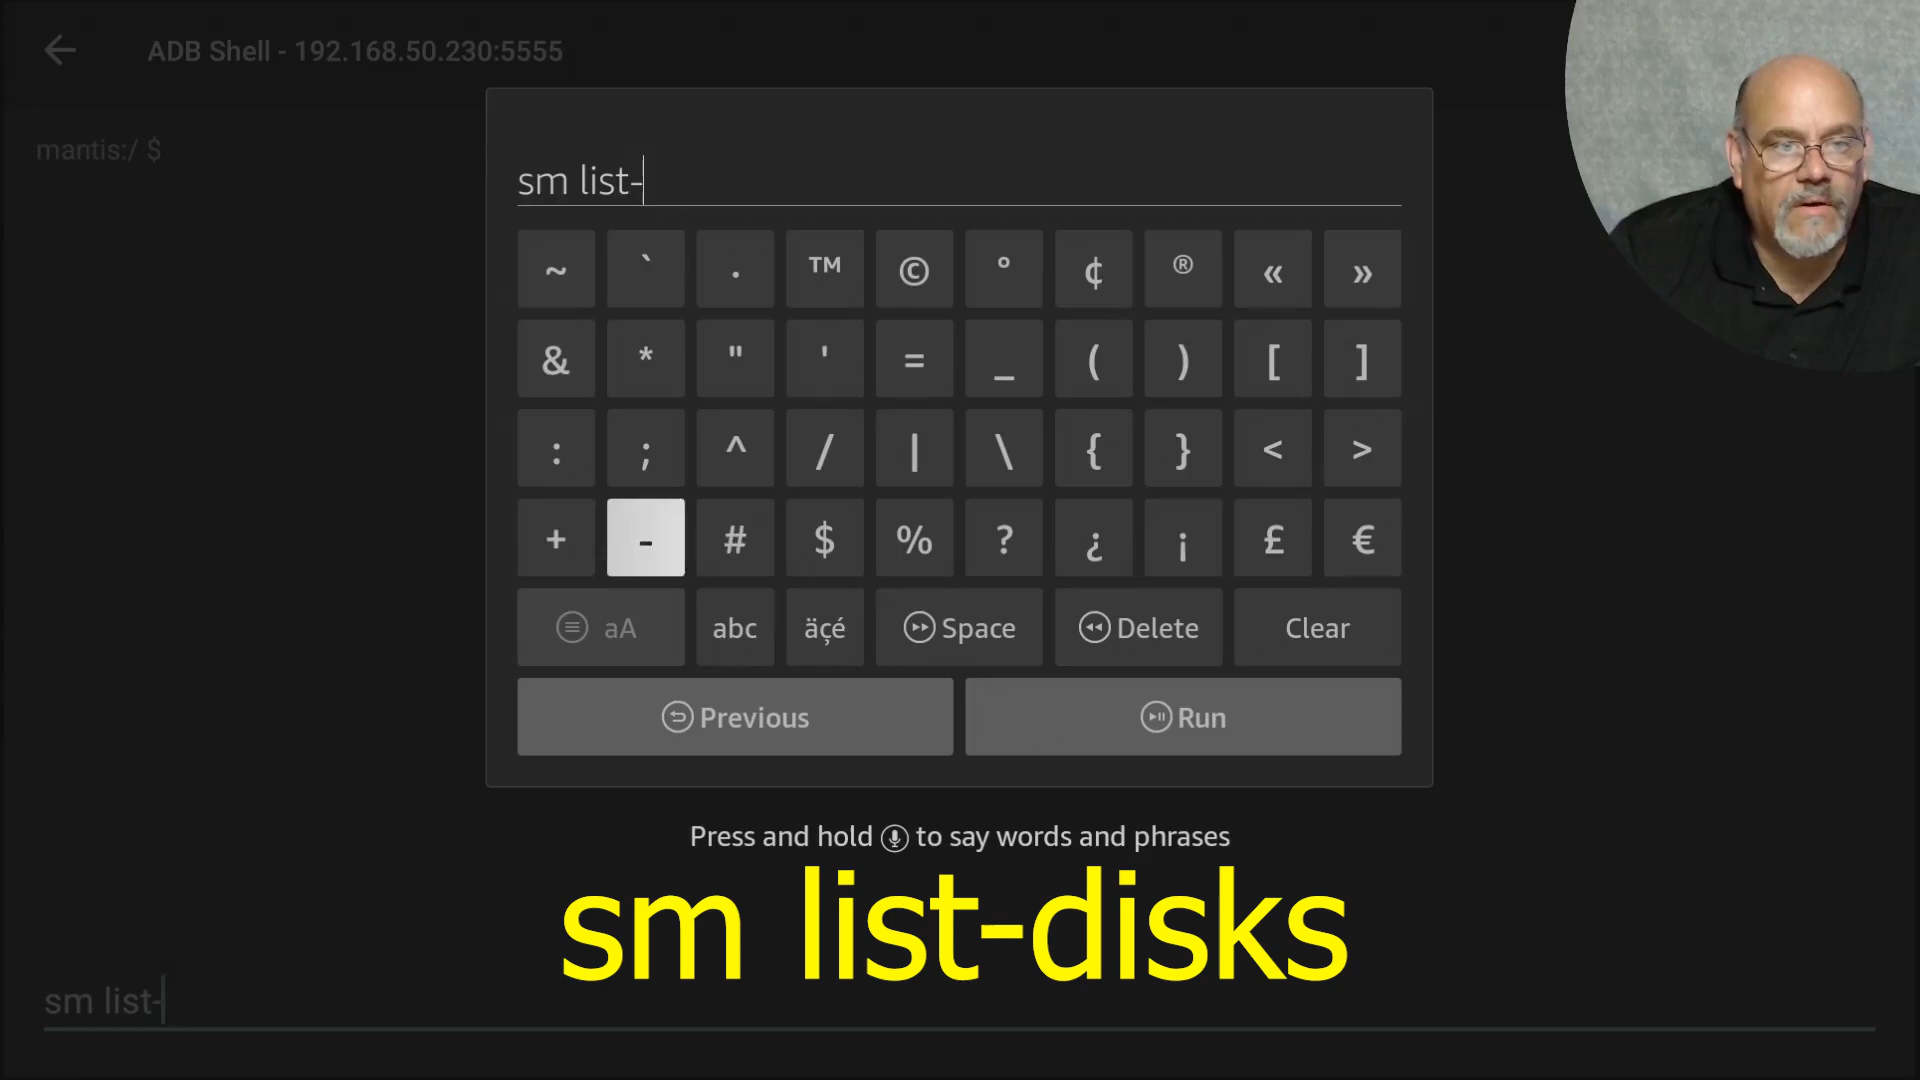 ADB Shell - 192.168.50.230:5555
mantis:/ $
sm list-
~ ` · ™ © ° ¢ ® « »
& * " ' = _ ( ) [ ]
: ; ^ / | \ { } < >
+ - # $ % ? ¿ ¡ £ €
aA abc äçé Space Delete Clear
Previous Run
Press and hold to say words and phrases
sm list-disks
sm list-